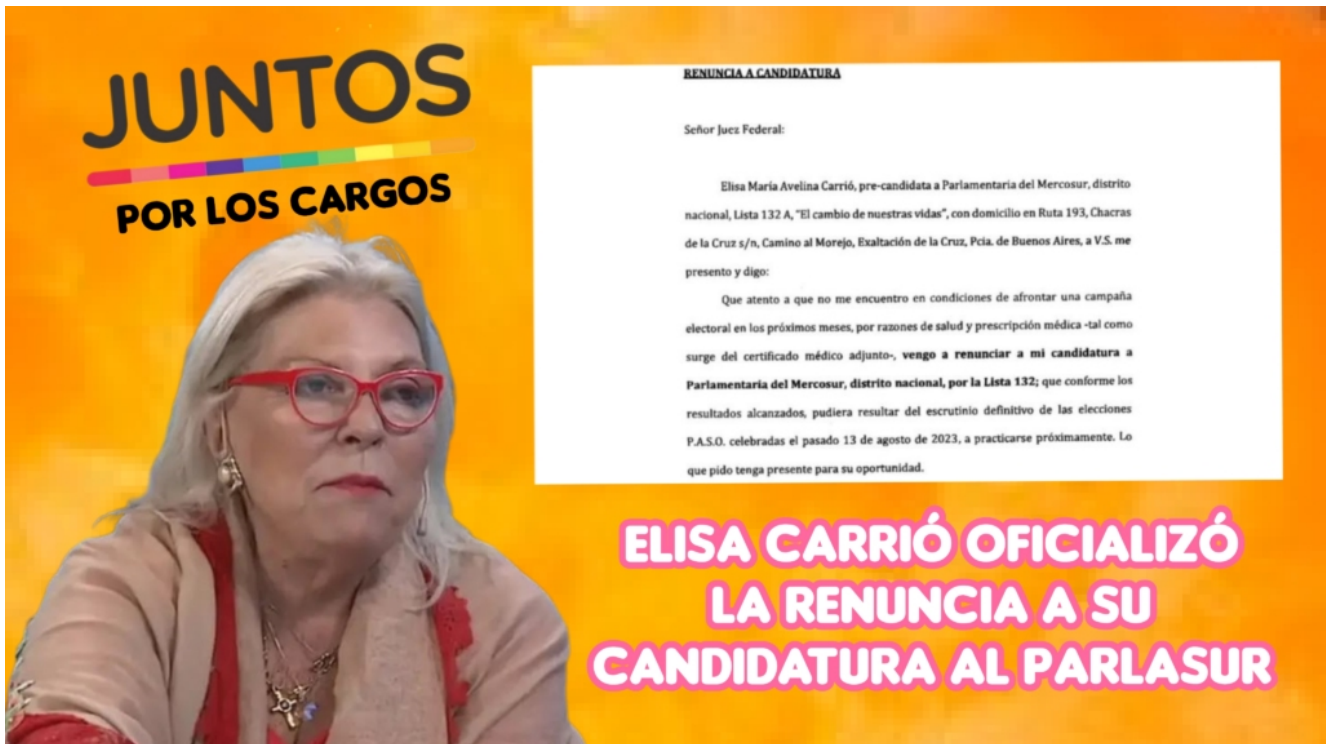 JUNTOS
POR LOS CARGOS
RENUNCIA A CANDIDATURA
Señor Juez Federal:
Elisa María Avelina Carrió, pre-candidata a Parlamentaria del Mercosur, distrito
nacional, Lista 132 A, "El cambio de nuestras vidas", con domicilio en Ruta 193, Chacras
de la Cruz s/n, Camino al Morejo, Exaltación de la Cruz, Pcia. de Buenos Aires, a V.S. me
presento y digo:
Que atento a que no me encuentro en condiciones de afrontar una campaña
electoral en los próximos meses, por razones de salud y prescripción médica -tal como
surge del certificado médico adjunto-, vengo a renunciar a mi candidatura a
Parlamentaria del Mercosur, distrito nacional, por la Lista 132; que conforme los
resultados alcanzados, pudiera resultar del escrutinio definitivo de las elecciones
P.A.S.O. celebradas el pasado 13 de agosto de 2023, a practicarse próximamente. Lo
que pido tenga presente para su oportunidad.
ELISA CARRIÓ OFICIALIZÓ
LA RENUNCIA A SU
CANDIDATURA AL PARLASUR